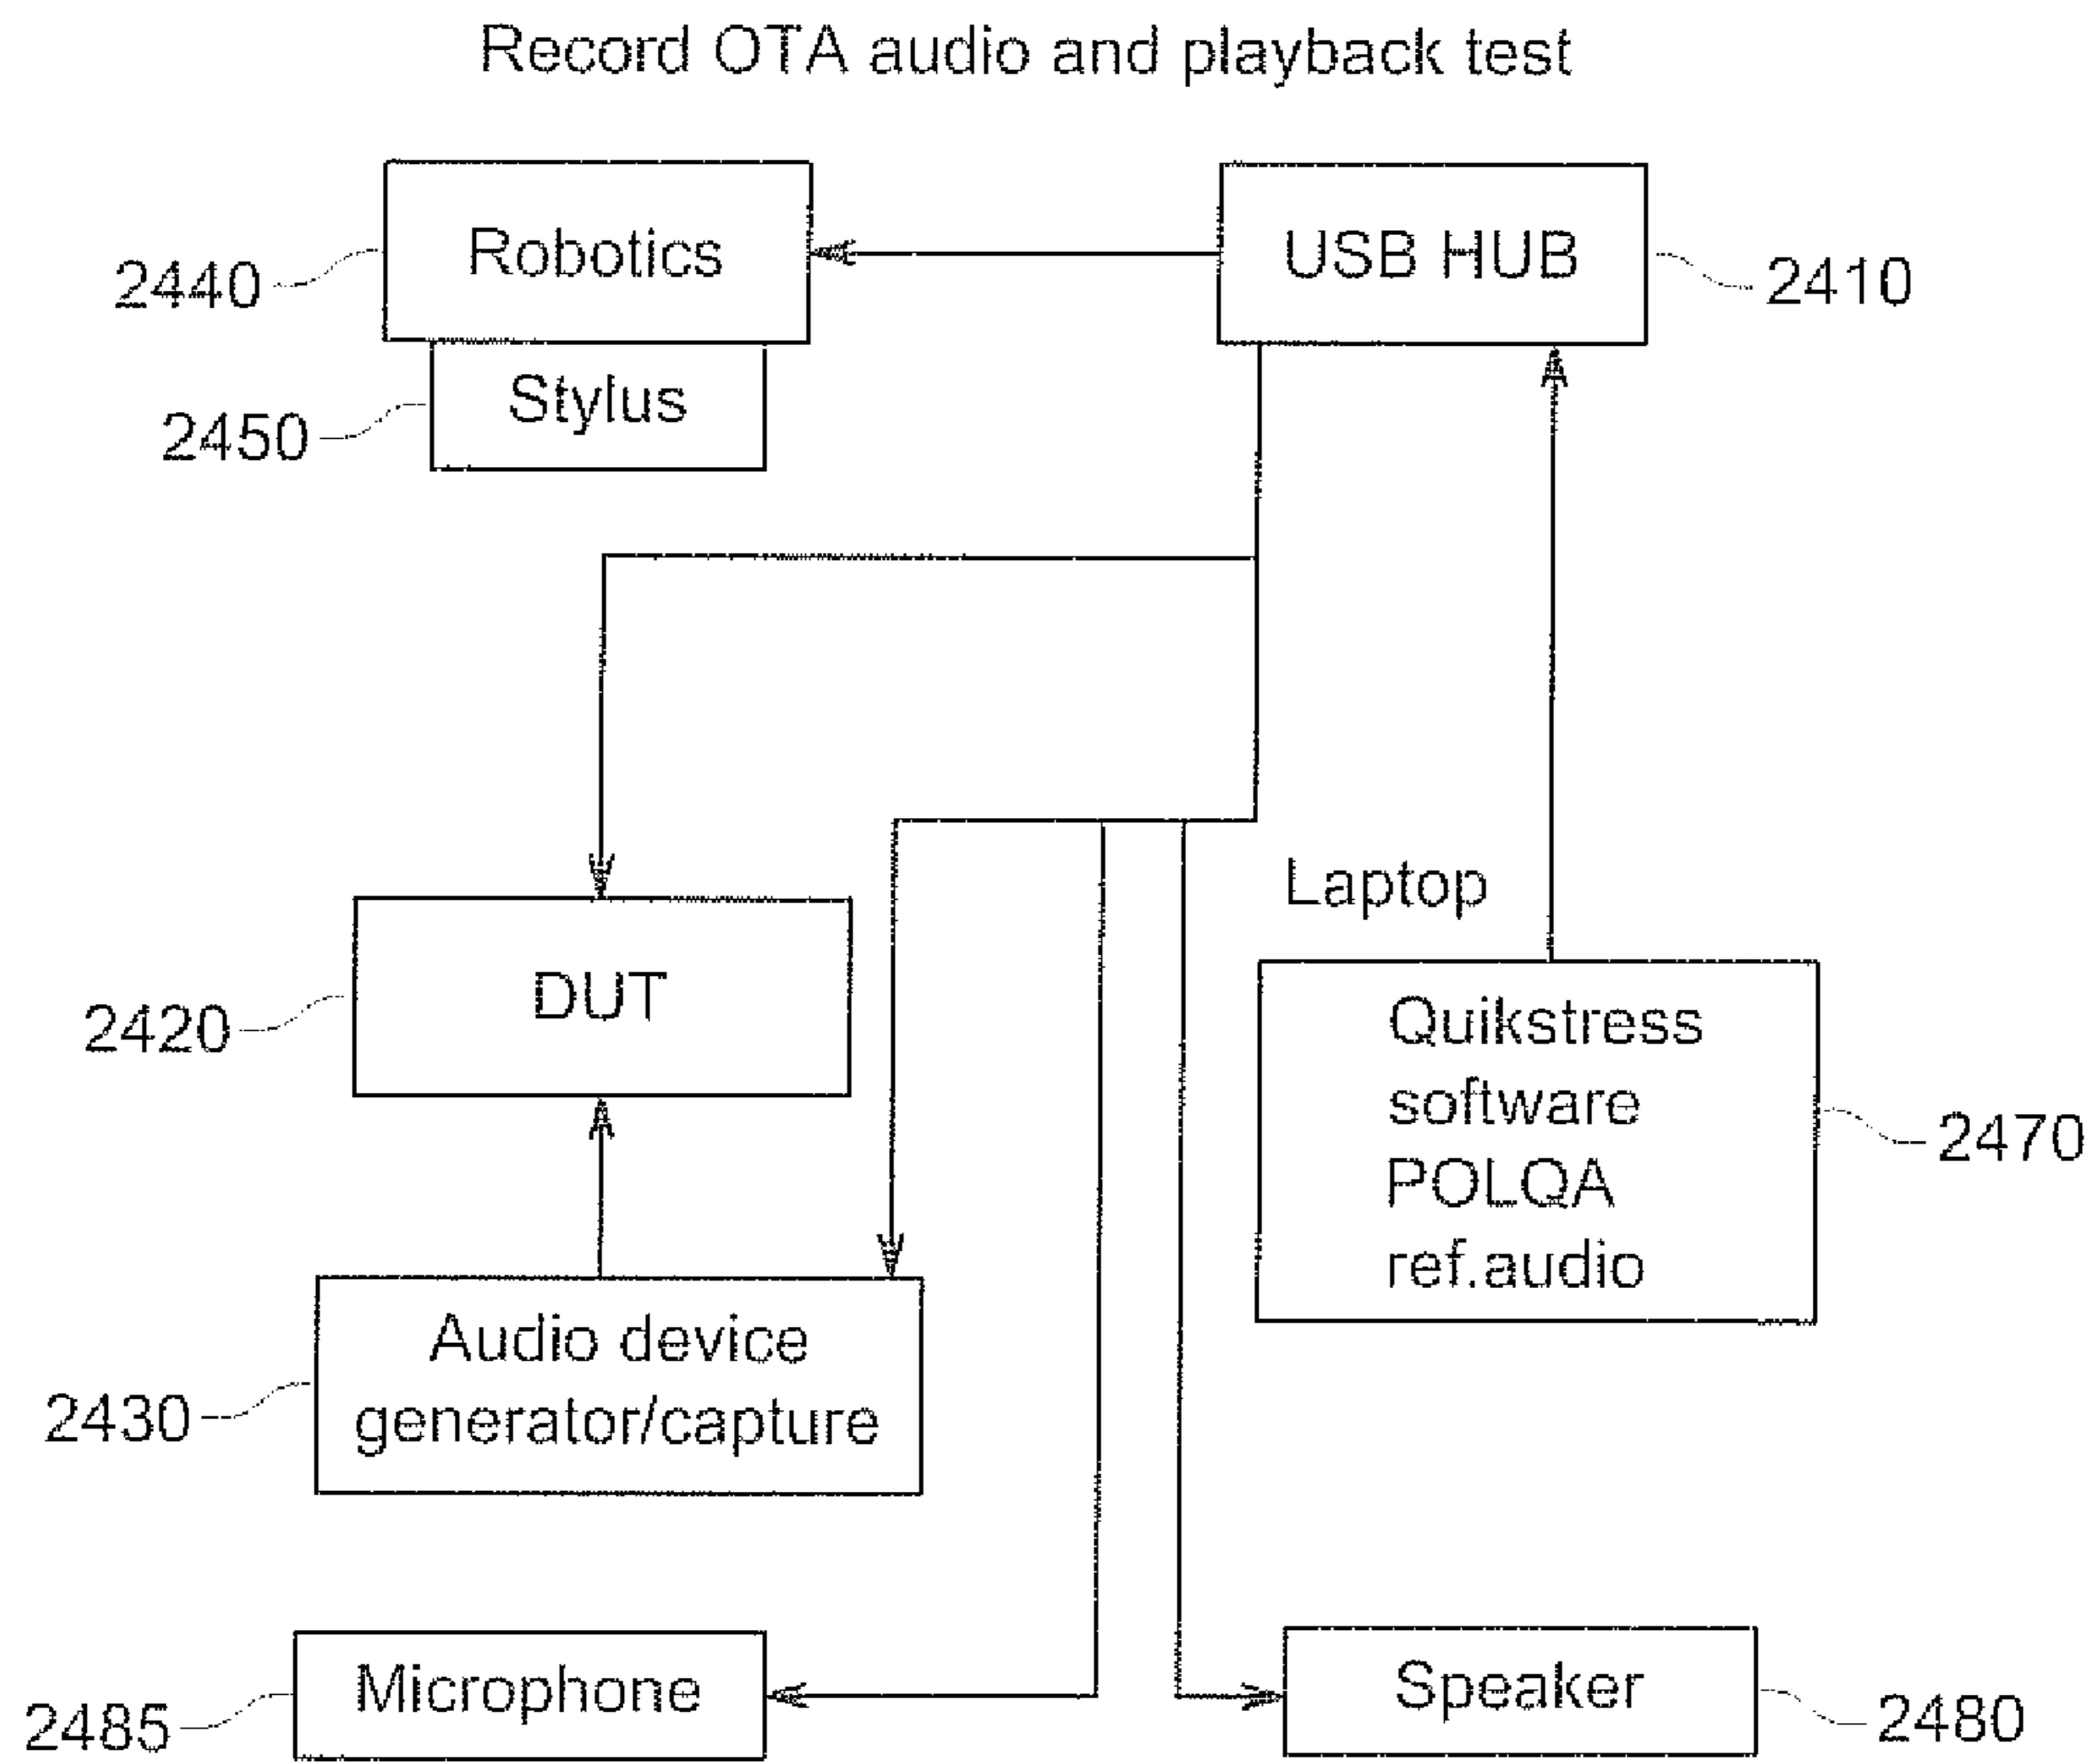 Record OTA audio and playback test
Robotics
USB HUB
2440
2410
Stylus
2450
Laptop
DUT
2420
Quikstress
software
POLQA
ref.audio
2470
Audio device
generator/capture
2430
Microphone
2485
Speaker
2480